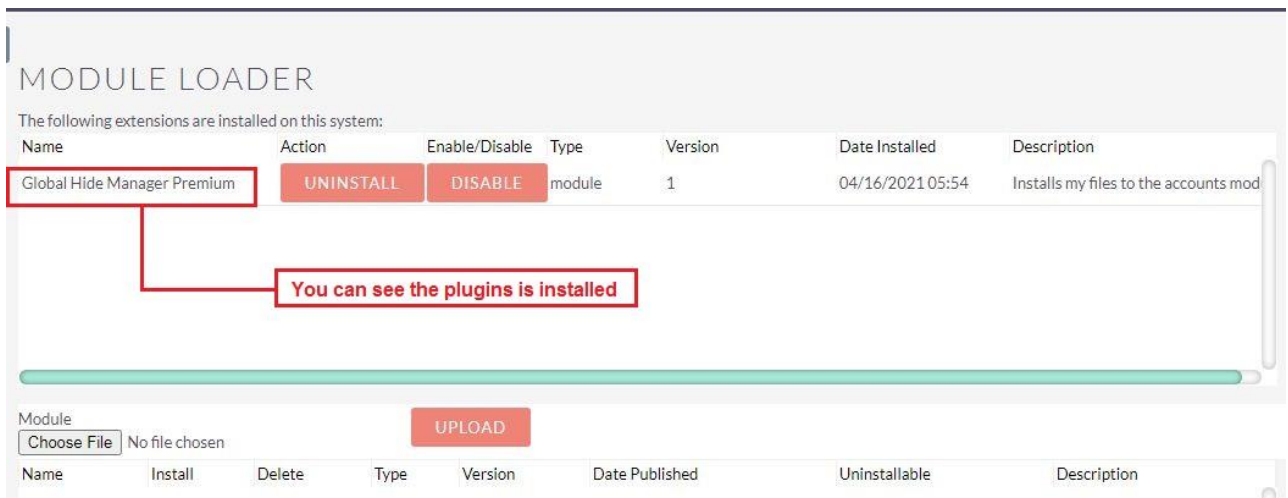 MODULE LOADER
The following extensions are installed on this system:
Name Action Enable/Disable Type Version Date Installed Description
Global Hide Manager Premium UNINSTALL DISABLE module 1 04/16/2021 05:54 Installs my files to the accounts mod
You can see the plugins is installed
Module
Choose File No file chosen UPLOAD
Name Install Delete Type Version Date Published Uninstallable Description